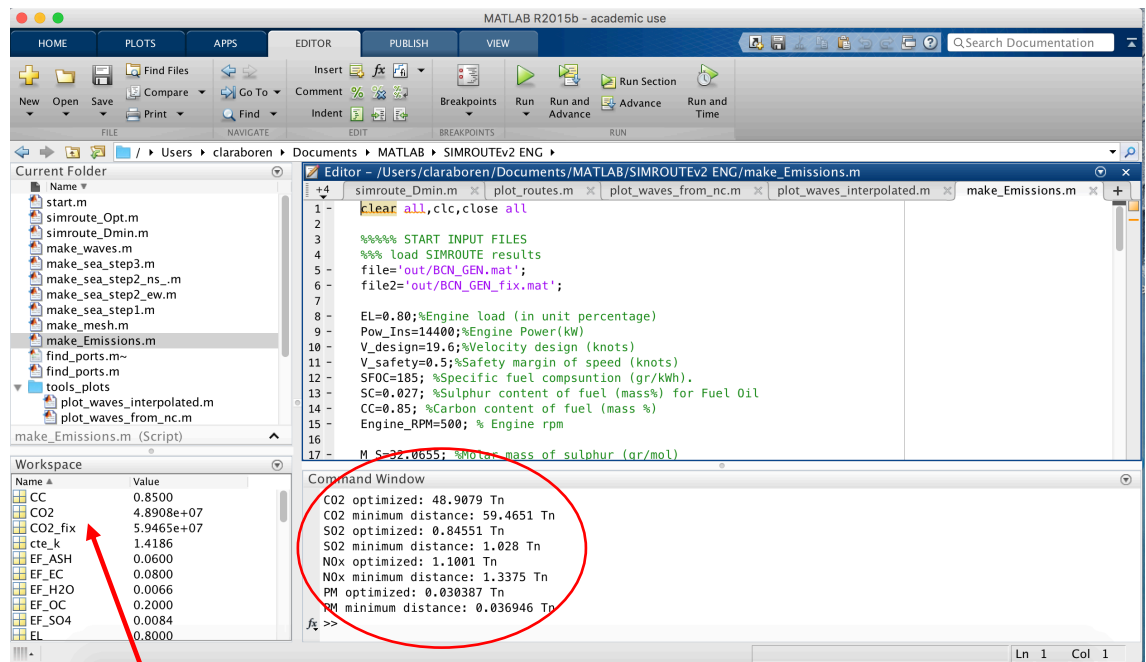 MATLAB R2015b - academic use
HOME PLOTS APPS EDITOR PUBLISH VIEW Search Documentation
Find Files Insert fx
New Open Save Compare Go To Comment Breakpoints Run Run and Advance Run Section Advance Run and Time
Print Find Indent
FILE NAVIGATE EDIT BREAKPOINTS RUN
/ Users claraboren Documents MATLAB SIMROUTEv2 ENG
Current Folder
Name
start.m
simroute_Opt.m
simroute_Dmin.m
make_waves.m
make_sea_step3.m
make_sea_step2_ns_.m
make_sea_step2_ew.m
make_sea_step1.m
make_mesh.m
make_Emissions.m
find_ports.m~
find_ports.m
tools_plots
plot_waves_interpolated.m
plot_waves_from_nc.m
make_Emissions.m (Script)
Workspace
Name Value
CC 0.8500
CO2 4.8908e+07
CO2_fix 5.9465e+07
cte_k 1.4186
EF_ASH 0.0600
EF_EC 0.0800
EF_H2O 0.0066
EF_OC 0.2000
EF_SO4 0.0084
EL 0.8000
Editor - /Users/claraboren/Documents/MATLAB/SIMROUTEv2 ENG/make_Emissions.m
+4 simroute_Dmin.m plot_routes.m plot_waves_from_nc.m plot_waves_interpolated.m make_Emissions.m +
1 - clear all,clc,close all
2
3 %%%%% START INPUT FILES
4 %%% load SIMROUTE results
5 - file='out/BCN_GEN.mat';
6 - file2='out/BCN_GEN_fix.mat';
7
8 - EL=0.80;%Engine load (in unit percentage)
9 - Pow_Ins=14400;%Engine Power(kW)
10 - V_design=19.6;%Velocity design (knots)
11 - V_safety=0.5;%Safety margin of speed (knots)
12 - SFOC=185; %Specific fuel compsuntion (gr/kWh).
13 - SC=0.027; %Sulphur content of fuel (mass%) for Fuel Oil
14 - CC=0.85; %Carbon content of fuel (mass %)
15 - Engine_RPM=500; % Engine rpm
16
17 - M_S=32.0655; %Molar mass of sulphur (gr/mol)
Command Window
CO2 optimized: 48.9079 Tn
CO2 minimum distance: 59.4651 Tn
SO2 optimized: 0.84551 Tn
SO2 minimum distance: 1.028 Tn
NOx optimized: 1.1001 Tn
NOx minimum distance: 1.3375 Tn
PM optimized: 0.030387 Tn
PM minimum distance: 0.036946 Tn
fx >>
Ln 1 Col 1